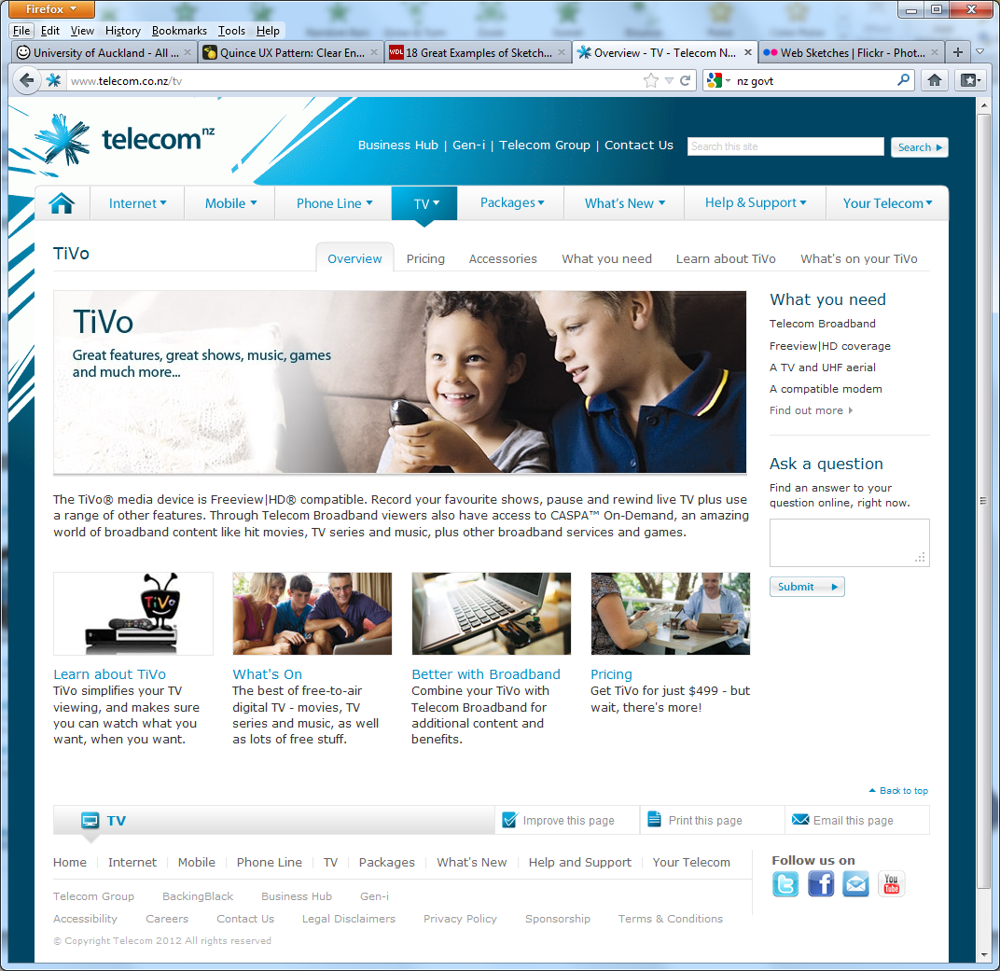 Firefox
File Edit View History Bookmarks Tools Help
University of Auckland - All ...
Quince UX Pattern: Clear En...
WDL 18 Great Examples of Sketch...
Overview - TV - Telecom N...
Web Sketches | Flickr - Phot...
www.telecom.co.nz/tv
nz govt
telecom nz
Business Hub | Gen-i | Telecom Group | Contact Us
Search this site
Search
Internet
Mobile
Phone Line
TV
Packages
What's New
Help & Support
Your Telecom
TiVo
Overview
Pricing
Accessories
What you need
Learn about TiVo
What's on your TiVo
TiVo
Great features, great shows, music, games
and much more...
What you need
Telecom Broadband
Freeview|HD coverage
A TV and UHF aerial
A compatible modem
Find out more
Ask a question
Find an answer to your
question online, right now.
Submit
The TiVo® media device is Freeview|HD® compatible. Record your favourite shows, pause and rewind live TV plus use
a range of other features. Through Telecom Broadband viewers also have access to CASPA™ On-Demand, an amazing
world of broadband content like hit movies, TV series and music, plus other broadband services and games.
TiVo
Learn about TiVo
TiVo simplifies your TV
viewing, and makes sure
you can watch what you
want, when you want.
What's On
The best of free-to-air
digital TV - movies, TV
series and music, as well
as lots of free stuff.
Better with Broadband
Combine your TiVo with
Telecom Broadband for
additional content and
benefits.
Pricing
Get TiVo for just $499 - but
wait, there's more!
Back to top
TV
Improve this page
Print this page
Email this page
Home
Internet
Mobile
Phone Line
TV
Packages
What's New
Help and Support
Your Telecom
Follow us on
You Tube
Telecom Group BackingBlack Business Hub Gen-i
Accessibility Careers Contact Us Legal Disclaimers Privacy Policy Sponsorship Terms & Conditions
© Copyright Telecom 2012 All rights reserved